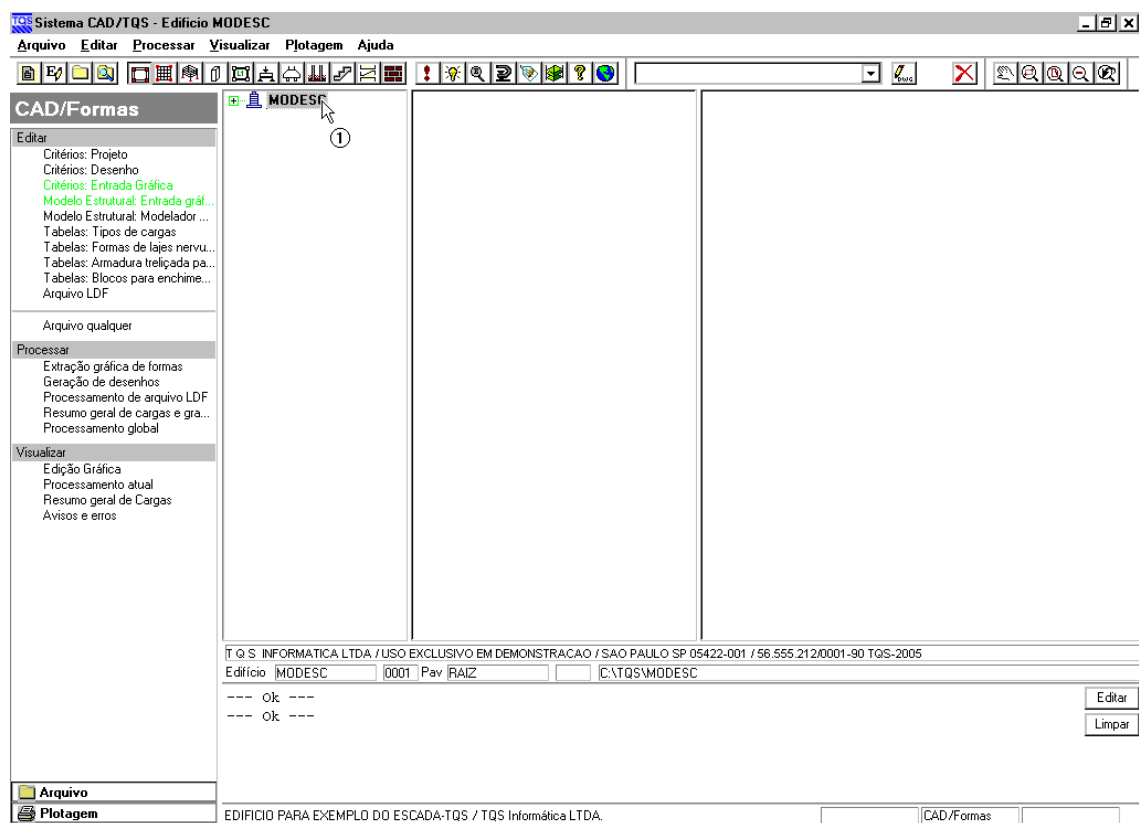 Sistema CAD/TQS - Edificio MODESC
Arquivo Editar Processar Visualizar Plotagem Ajuda
CAD/Formas
Editar
Critérios: Projeto
Critérios: Desenho
Critérios: Entrada Gráfica
Modelo Estrutural: Entrada gráf...
Modelo Estrutural: Modelador ...
Tabelas: Tipos de cargas
Tabelas: Formas de lajes nervu...
Tabelas: Armadura treliçada pa...
Tabelas: Blocos para enchime...
Arquivo LDF
Arquivo qualquer
Processar
Extração gráfica de formas
Geração de desenhos
Processamento de arquivo LDF
Resumo geral de cargas e gra...
Processamento global
Visualizar
Edição Gráfica
Processamento atual
Resumo geral de Cargas
Avisos e erros
Arquivo
Plotagem
MODESC
1
T Q S INFORMATICA LTDA / USO EXCLUSIVO EM DEMONSTRACAO / SAO PAULO SP 05422-001 / 56.555.212/0001-90 TQS-2005
Edifício MODESC 0001 Pav RAIZ C:\TQS\MODESC
--- Ok ---
--- Ok ---
Editar
Limpar
EDIFICIO PARA EXEMPLO DO ESCADA-TQS / TQS Informática LTDA.
CAD/Formas